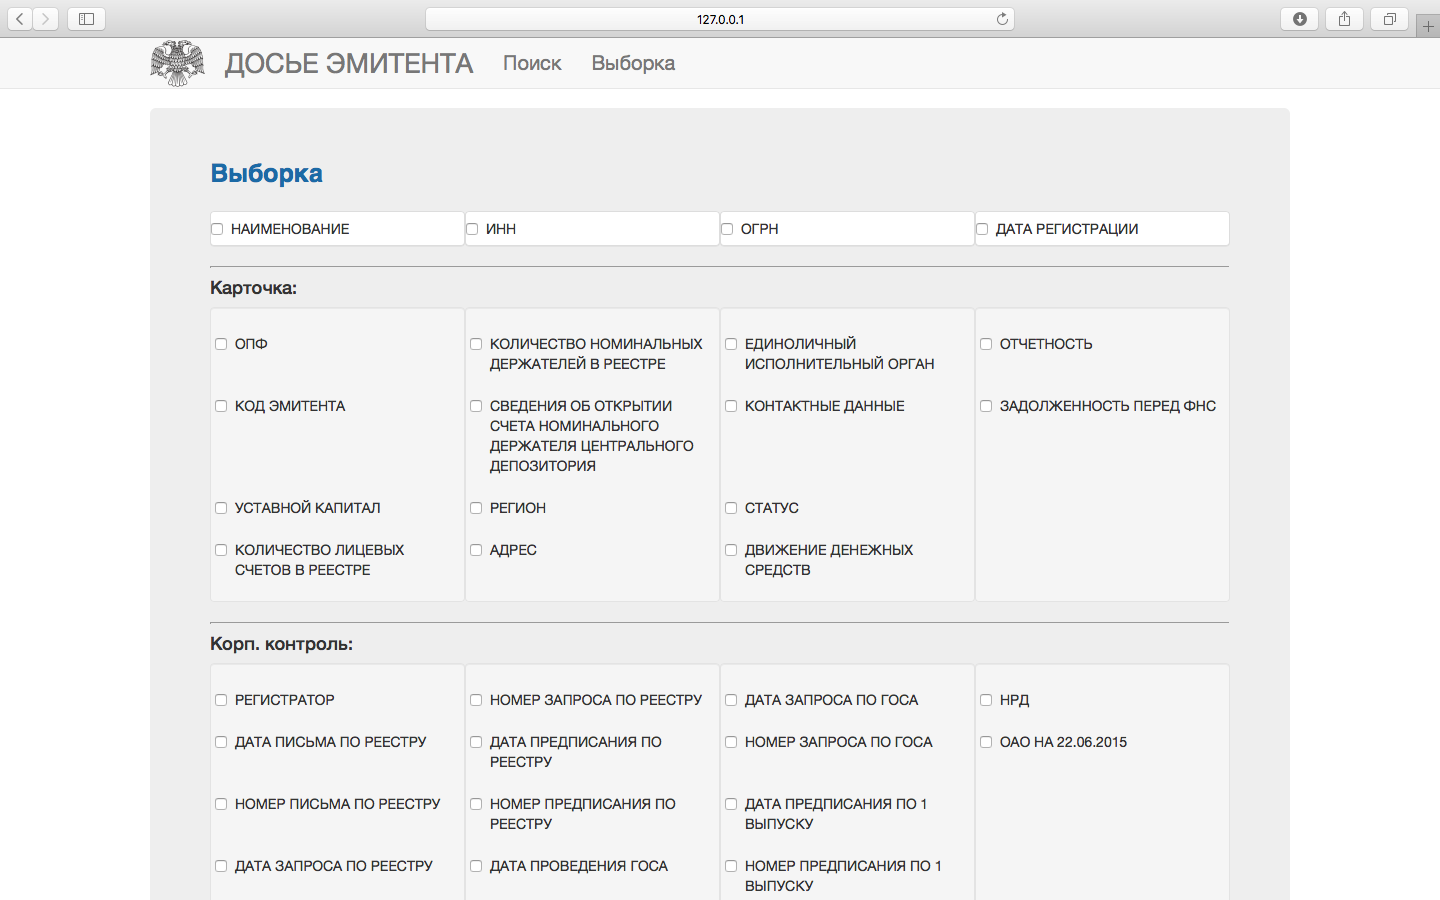 127.0.0.1
ДОСЬЕ ЭМИТЕНТА Поиск Выборка
Выборка
НАИМЕНОВАНИЕ ИНН ОГРН ДАТА РЕГИСТРАЦИИ
Карточка:
ОПФ
КОД ЭМИТЕНТА
УСТАВНОЙ КАПИТАЛ
КОЛИЧЕСТВО ЛИЦЕВЫХ
СЧЕТОВ В РЕЕСТРЕ
КОЛИЧЕСТВО НОМИНАЛЬНЫХ
ДЕРЖАТЕЛЕЙ В РЕЕСТРЕ
СВЕДЕНИЯ ОБ ОТКРЫТИИ
СЧЕТА НОМИНАЛЬНОГО
ДЕРЖАТЕЛЯ ЦЕНТРАЛЬНОГО
ДЕПОЗИТОРИЯ
РЕГИОН
АДРЕС
ЕДИНОЛИЧНЫЙ
ИСПОЛНИТЕЛЬНЫЙ ОРГАН
КОНТАКТНЫЕ ДАННЫЕ
СТАТУС
ДВИЖЕНИЕ ДЕНЕЖНЫХ
СРЕДСТВ
ОТЧЕТНОСТЬ
ЗАДОЛЖЕННОСТЬ ПЕРЕД ФНС
Корп. контроль:
РЕГИСТРАТОР
ДАТА ПИСЬМА ПО РЕЕСТРУ
НОМЕР ПИСЬМА ПО РЕЕСТРУ
ДАТА ЗАПРОСА ПО РЕЕСТРУ
НОМЕР ЗАПРОСА ПО РЕЕСТРУ
ДАТА ПРЕДПИСАНИЯ ПО
РЕЕСТРУ
НОМЕР ПРЕДПИСАНИЯ ПО
РЕЕСТРУ
ДАТА ПРОВЕДЕНИЯ ГОСА
ДАТА ЗАПРОСА ПО ГОСА
НОМЕР ЗАПРОСА ПО ГОСА
ДАТА ПРЕДПИСАНИЯ ПО 1
ВЫПУСКУ
НОМЕР ПРЕДПИСАНИЯ ПО 1
ВЫПУСКУ
НРД
ОАО НА 22.06.2015